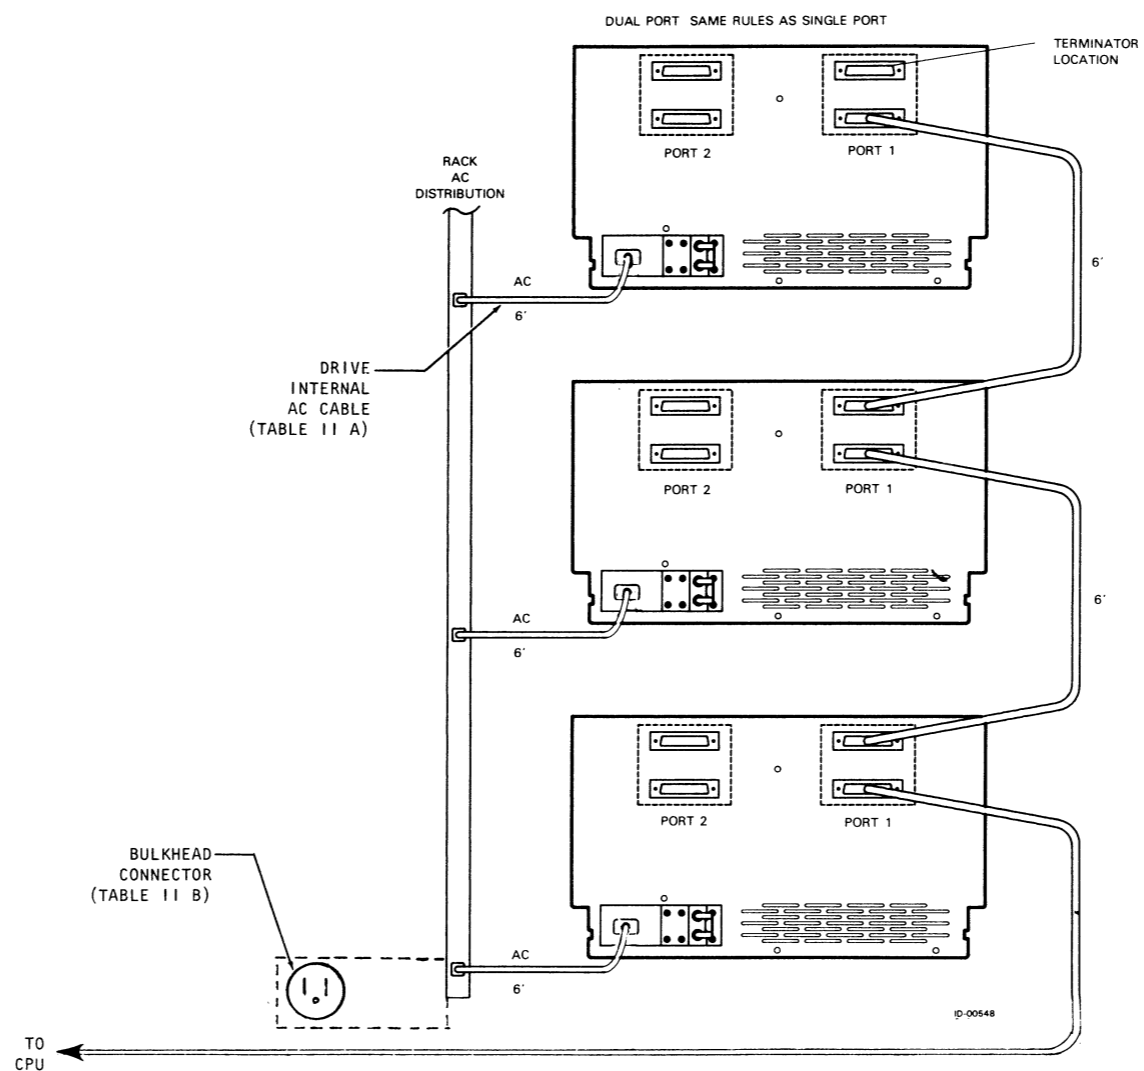 DUAL PORT SAME RULES AS SINGLE PORT
TERMINATOR
LOCATION
PORT 2
PORT 1
RACK
AC
DISTRIBUTION
AC
6'
6'
DRIVE
INTERNAL
AC CABLE
(TABLE II A)
PORT 2
PORT 1
AC
6'
6'
PORT 2
PORT 1
BULKHEAD
CONNECTOR
(TABLE II B)
AC
6'
ID-00548
TO
CPU